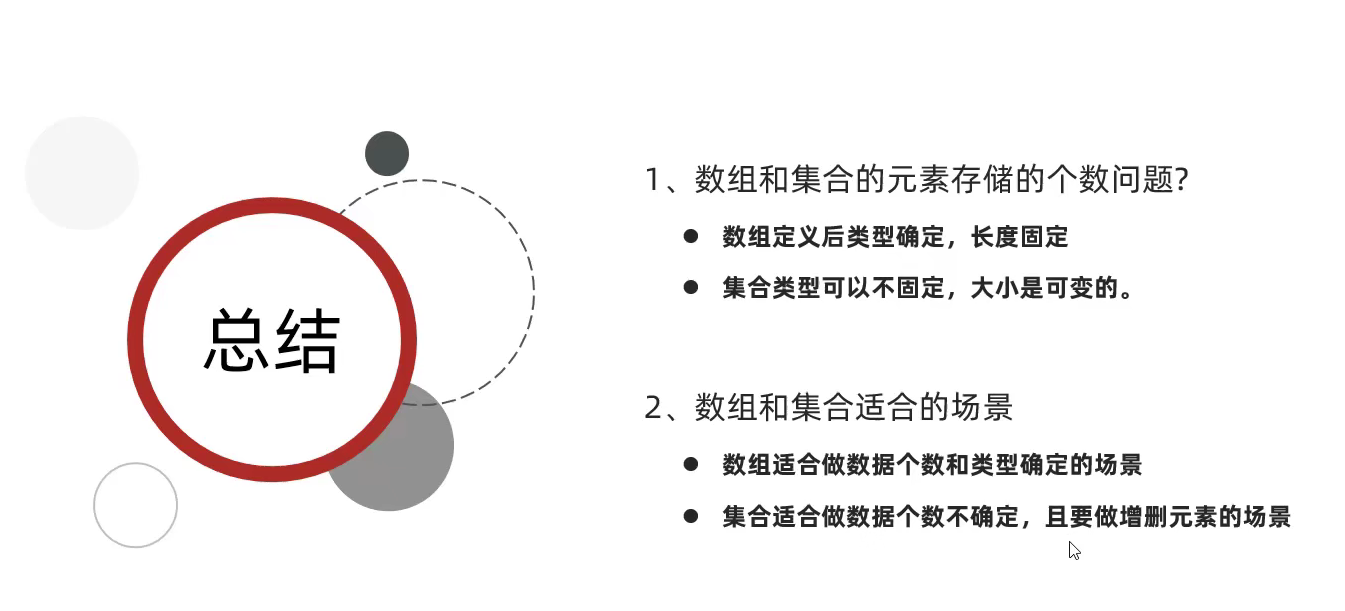 总结
1、数组和集合的元素存储的个数问题?
● 数组定义后类型确定，长度固定
● 集合类型可以不固定，大小是可变的。
2、数组和集合适合的场景
● 数组适合做数据个数和类型确定的场景
● 集合适合做数据个数不确定，且要做增删元素的场景